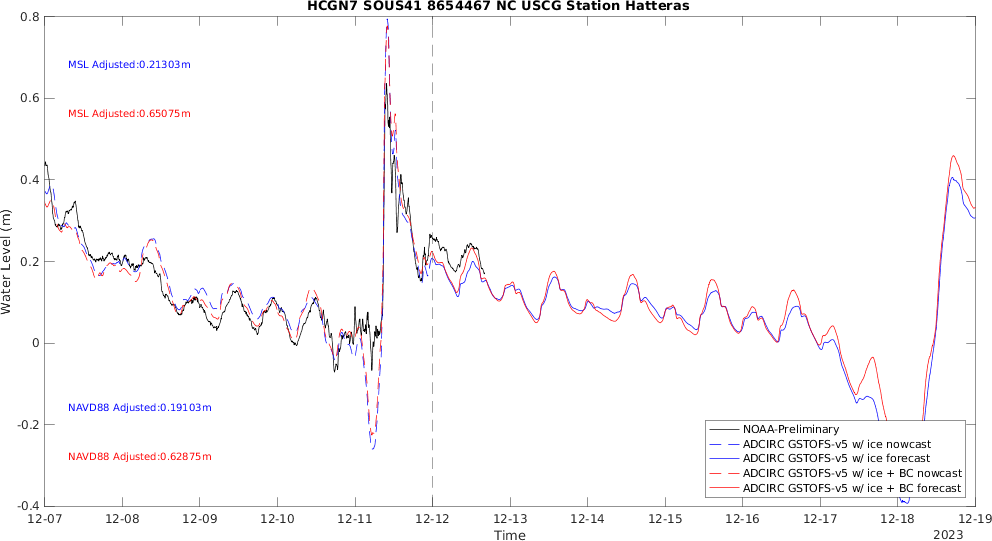 HCGN7 SOUS41 8654467 NC USCG Station Hatteras
0.8
0.6
0.4
0.2
0
-0.2
-0.4
Water Level (m)
MSL Adjusted:0.21303m
MSL Adjusted:0.65075m
NAVD88 Adjusted:0.19103m
NAVD88 Adjusted:0.62875m
NOAA-Preliminary
ADCIRC GSTOFS-v5 w/ ice nowcast
ADCIRC GSTOFS-v5 w/ ice forecast
ADCIRC GSTOFS-v5 w/ ice + BC nowcast
ADCIRC GSTOFS-v5 w/ ice + BC forecast
12-07 12-08 12-09 12-10 12-11 12-12 12-13 12-14 12-15 12-16 12-17 12-18 12-19
Time
2023